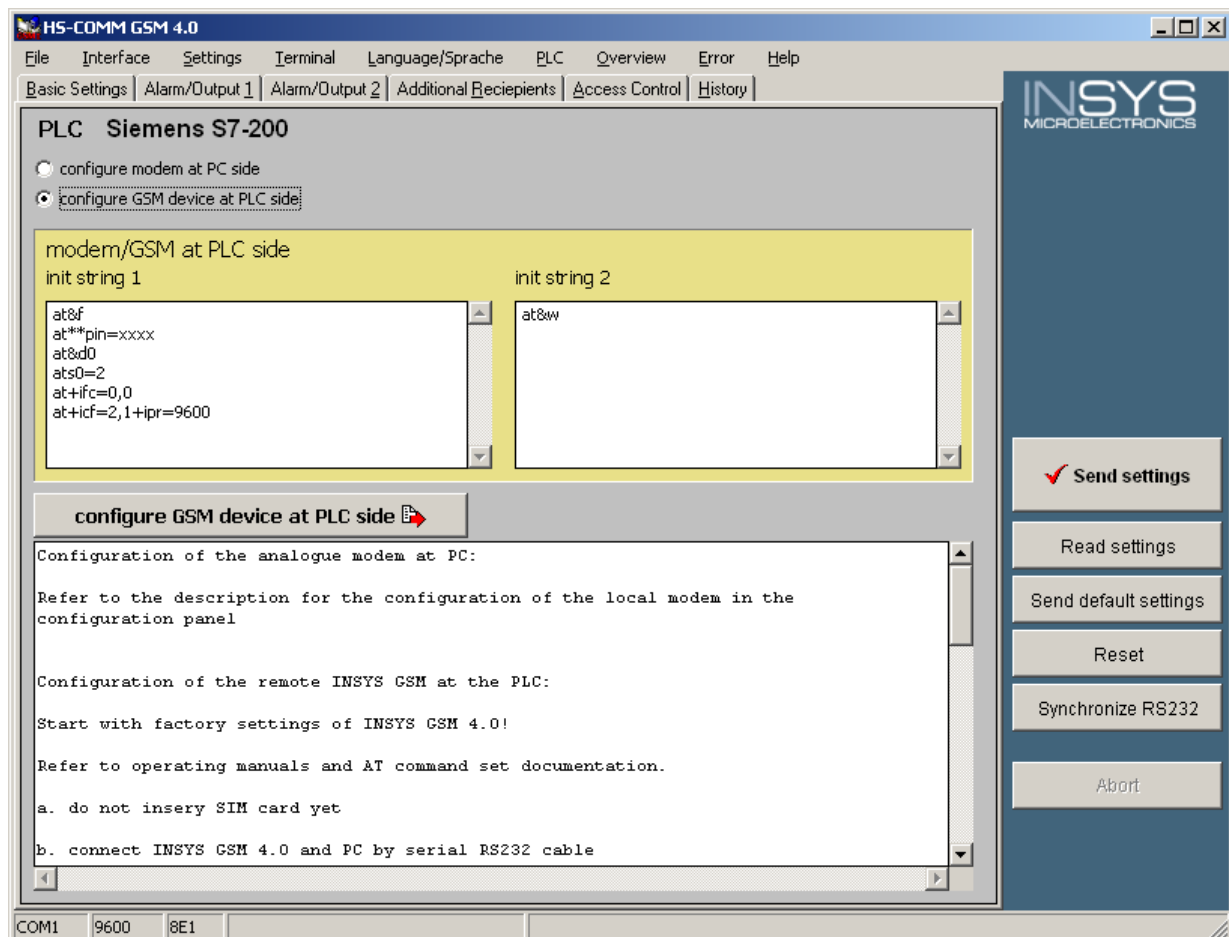 HS-COMM GSM 4.0
File Interface Settings Terminal Language/Sprache PLC Overview Error Help
Basic Settings Alarm/Output 1 Alarm/Output 2 Additional Reciepients Access Control History
INSYS
MICROELECTRONICS
PLC Siemens S7-200
configure modem at PC side
configure GSM device at PLC side
modem/GSM at PLC side
init string 1
at&f
at**pin=xxxx
at&d0
ats0=2
at+ifc=0,0
at+icf=2,1+ipr=9600
init string 2
at&w
configure GSM device at PLC side
Configuration of the analogue modem at PC:
Refer to the description for the configuration of the local modem in the
configuration panel
Configuration of the remote INSYS GSM at the PLC:
Start with factory settings of INSYS GSM 4.0!
Refer to operating manuals and AT command set documentation.
a. do not insery SIM card yet
b. connect INSYS GSM 4.0 and PC by serial RS232 cable
Send settings
Read settings
Send default settings
Reset
Synchronize RS232
Abort
COM1 9600 8E1